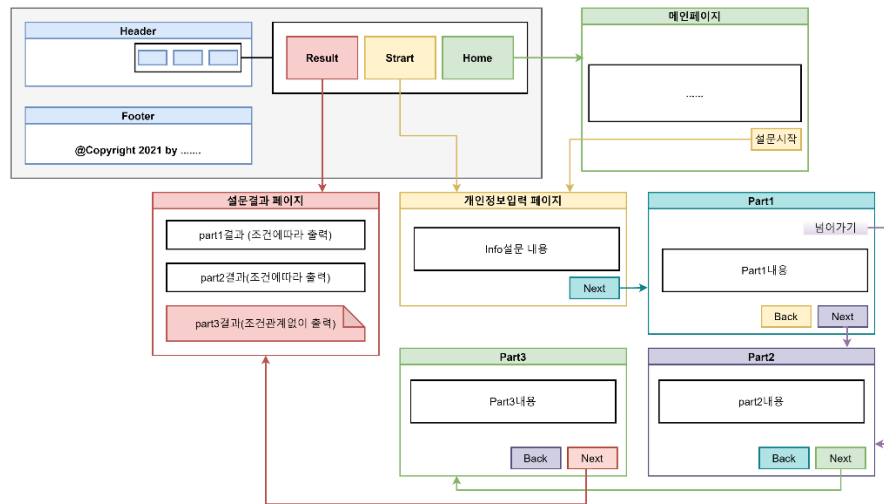 Header
Result
Strart
Home
메인페이지
......
설문시작
Footer
@Copyright 2021 by .......
설문결과 페이지
part1결과 (조건에따라 출력)
part2결과(조건에따라 출력)
part3결과(조건관계없이 출력)
개인정보입력 페이지
Info설문 내용
Next
Part1
넘어가기
Part1내용
Back
Next
Part3
Part3내용
Back
Next
Part2
part2내용
Back
Next